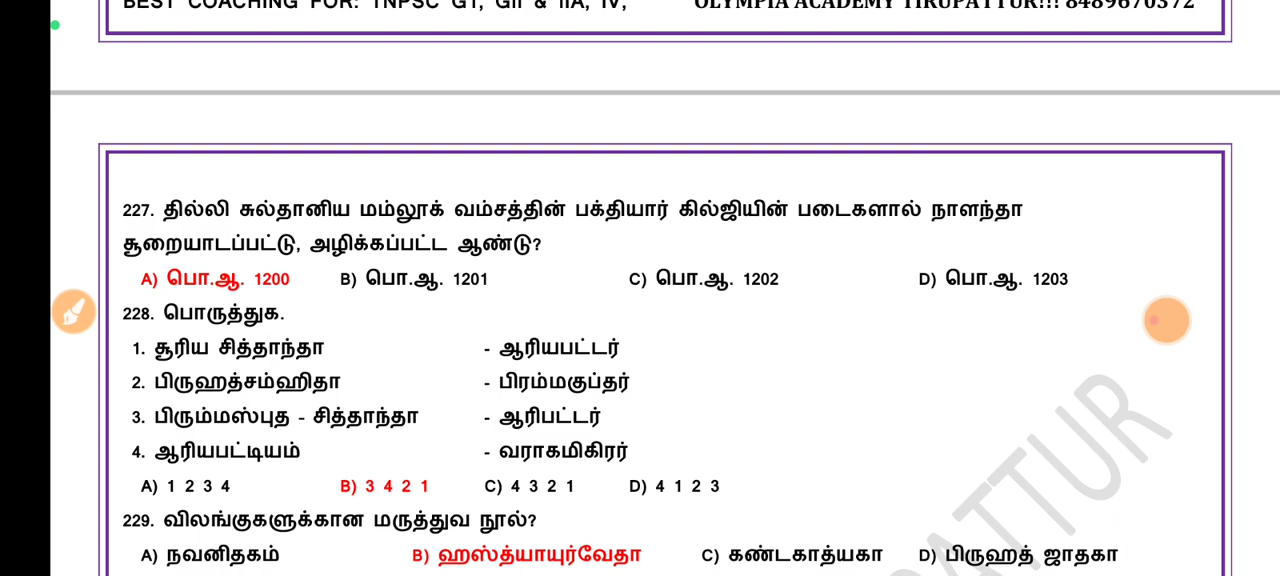 BEST COACHING FOR: TNPSC G1, GII & IIA, IV, OLYMPIA ACADEMY TIRUPATTUR!!! 8489670372
227. தில்லி சுல்தானிய மம்லூக் வம்சத்தின் பக்தியார் கில்ஜியின் படைகளால் நாளந்தா
சூறையாடப்பட்டு, அழிக்கப்பட்ட ஆண்டு?
A) பொ.ஆ. 1200 B) பொ.ஆ. 1201 C) பொ.ஆ. 1202 D) பொ.ஆ. 1203
228. பொருத்துக.
1. சூரிய சித்தாந்தா - ஆரியபட்டர்
2. பிருஹத்சம்ஹிதா - பிரம்மகுப்தர்
3. பிரும்மஸ்புத - சித்தாந்தா - ஆரிபட்டர்
4. ஆரியபட்டியம் - வராகமிகிரர்
A) 1 2 3 4 B) 3 4 2 1 C) 4 3 2 1 D) 4 1 2 3
229. விலங்குகளுக்கான மருத்துவ நூல்?
A) நவனிதகம் B) ஹஸ்த்யாயுர்வேதா C) கண்டகாத்யகா D) பிருஹத் ஜாதகா
PATTUR